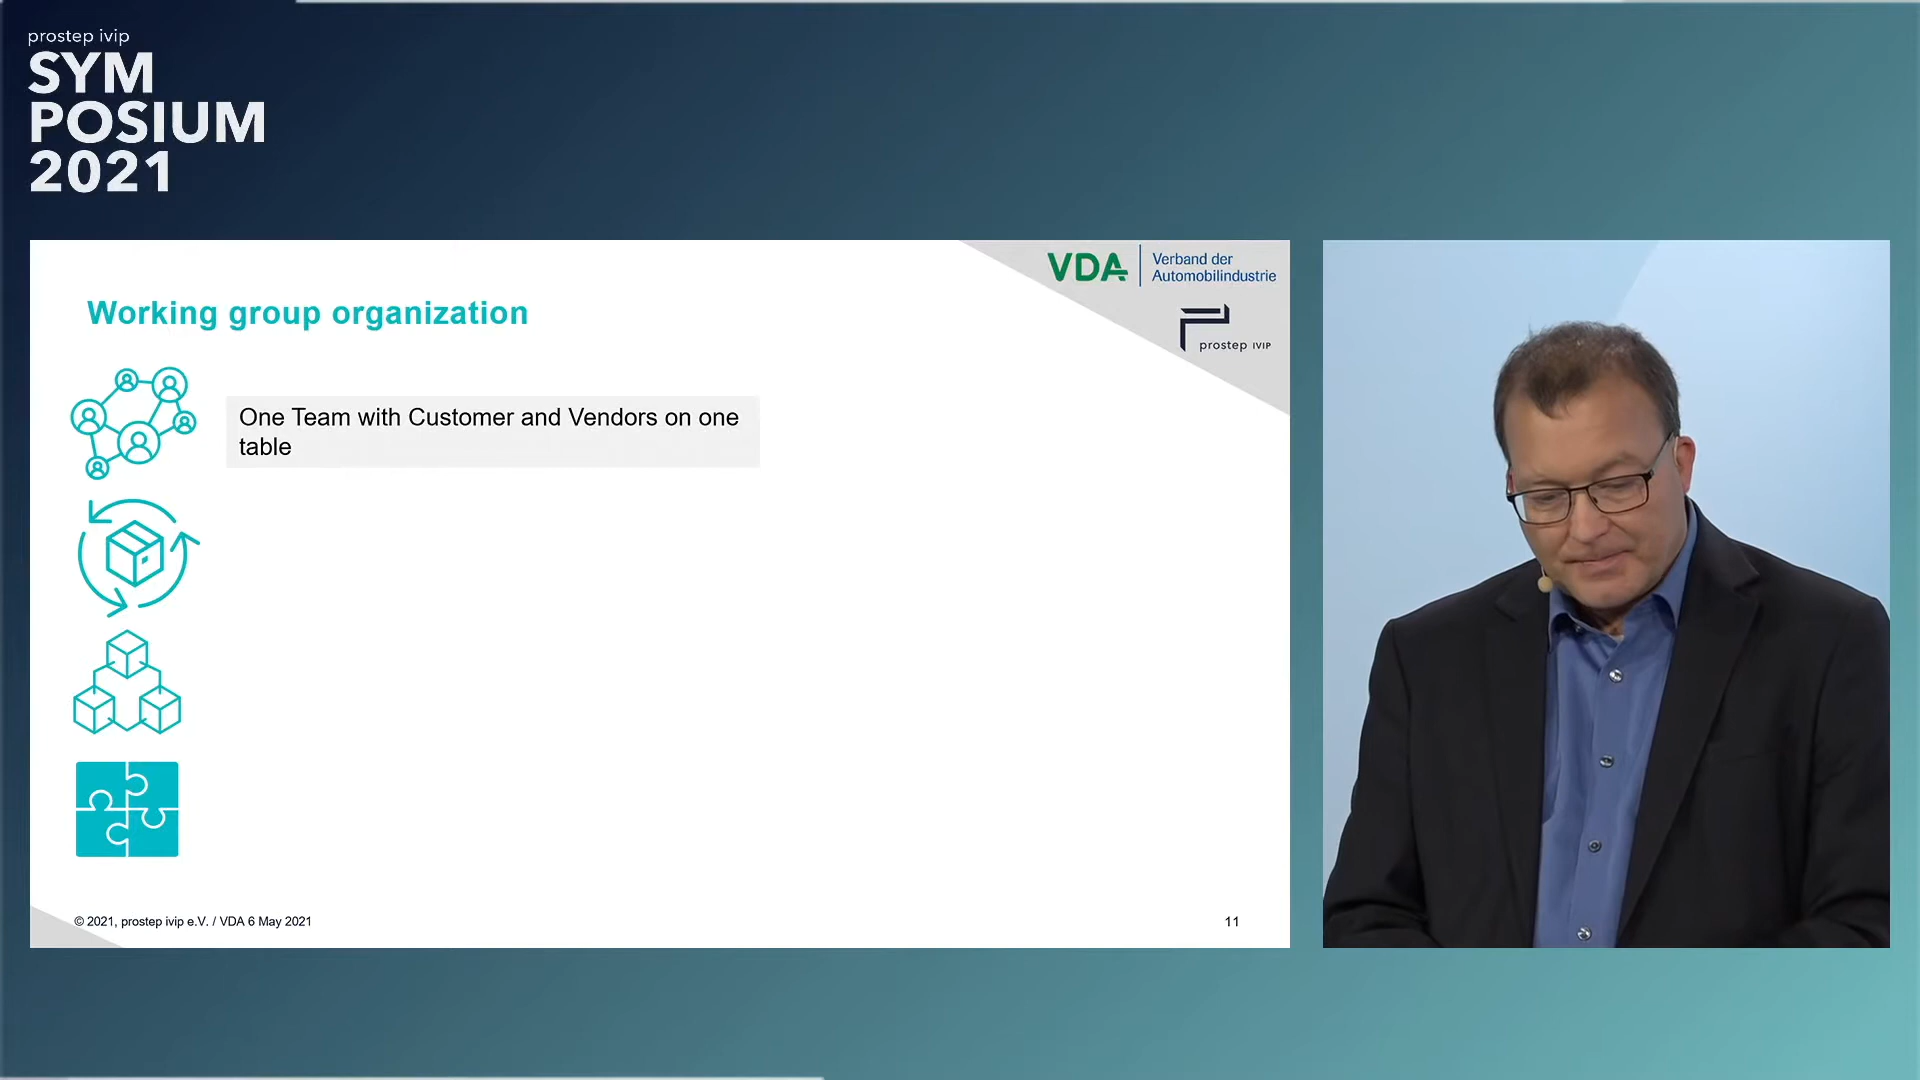 prostep ivip
SYM
POSIUM
2021
VDA
Verband der
Automobilindustrie
prostep IVIP
Working group organization
One Team with Customer and Vendors on one
table
© 2021, prostep ivip e.V. / VDA 6 May 2021
11